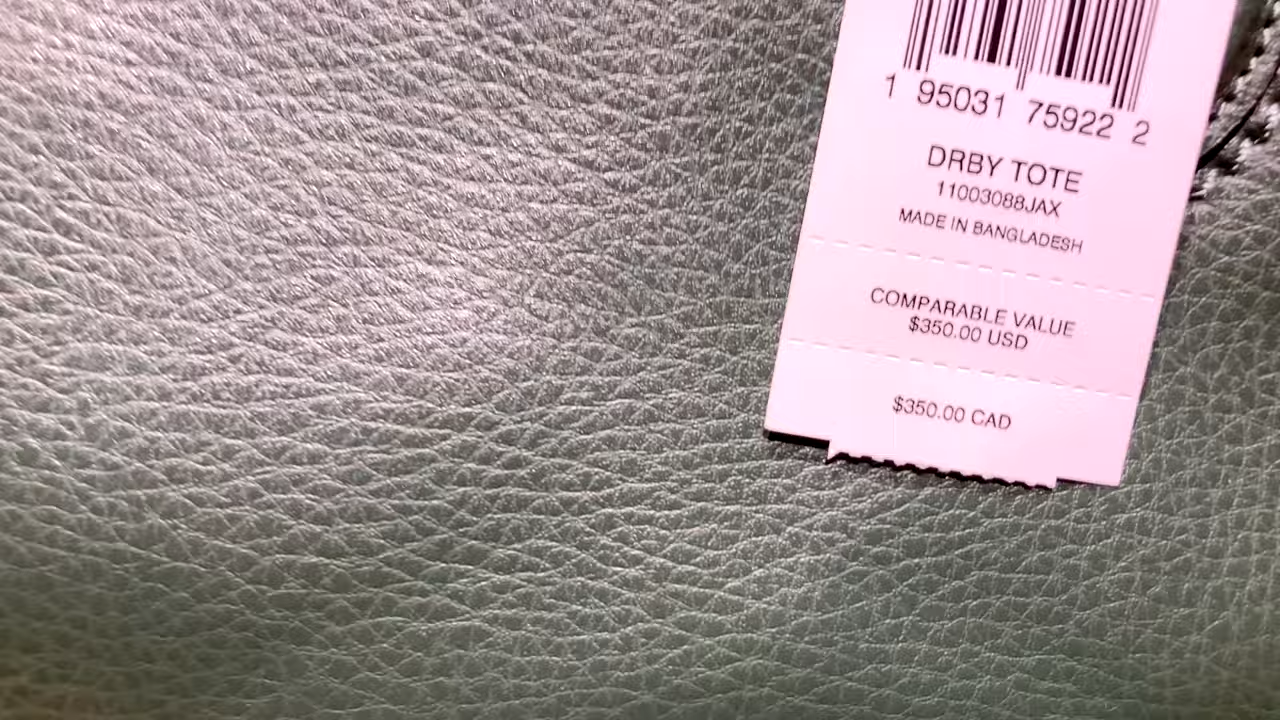 1 95031 75922 2
DRBY TOTE
11003088JAX
MADE IN BANGLADESH
COMPARABLE VALUE
$350.00 USD
$350.00 CAD